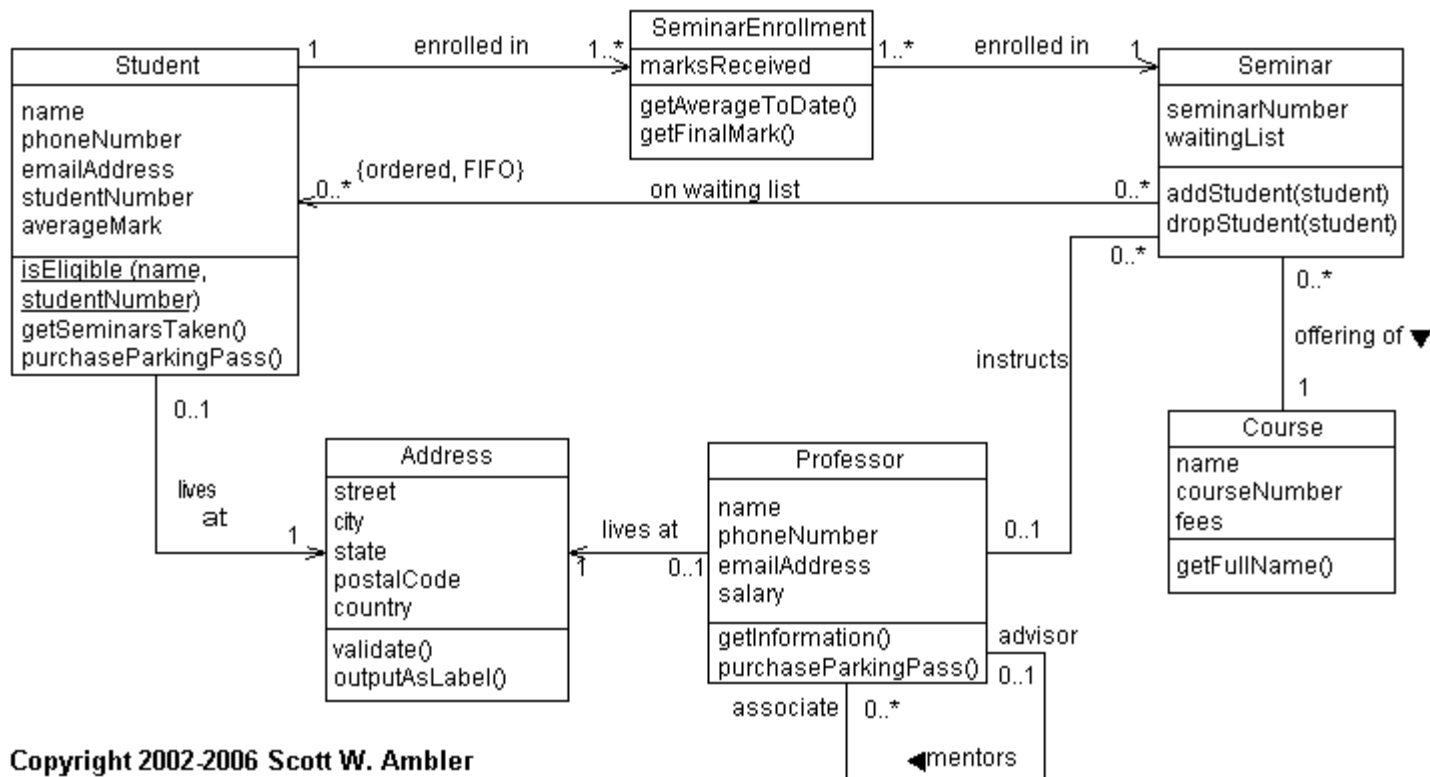 Student
name
phoneNumber
emailAddress
studentNumber
averageMark
isEligible (name,
studentNumber)
getSeminarsTaken()
purchaseParkingPass()
1
enrolled in
1..*
SeminarEnrollment
marksReceived
getAverageToDate()
getFinalMark()
1..*
enrolled in
1
Seminar
seminarNumber
waitingList
addStudent(student)
dropStudent(student)
{ordered, FIFO}
0..*
on waiting list
0..*
0..*
instructs
0..1
0..*
offering of ▼
1
Course
name
courseNumber
fees
getFullName()
0..1
lives
at
1
Address
street
city
state
postalCode
country
validate()
outputAsLabel()
lives at
1
0..1
Professor
name
phoneNumber
emailAddress
salary
getInformation()
purchaseParkingPass()
advisor
0..1
associate
0..*
◀mentors
Copyright 2002-2006 Scott W. Ambler